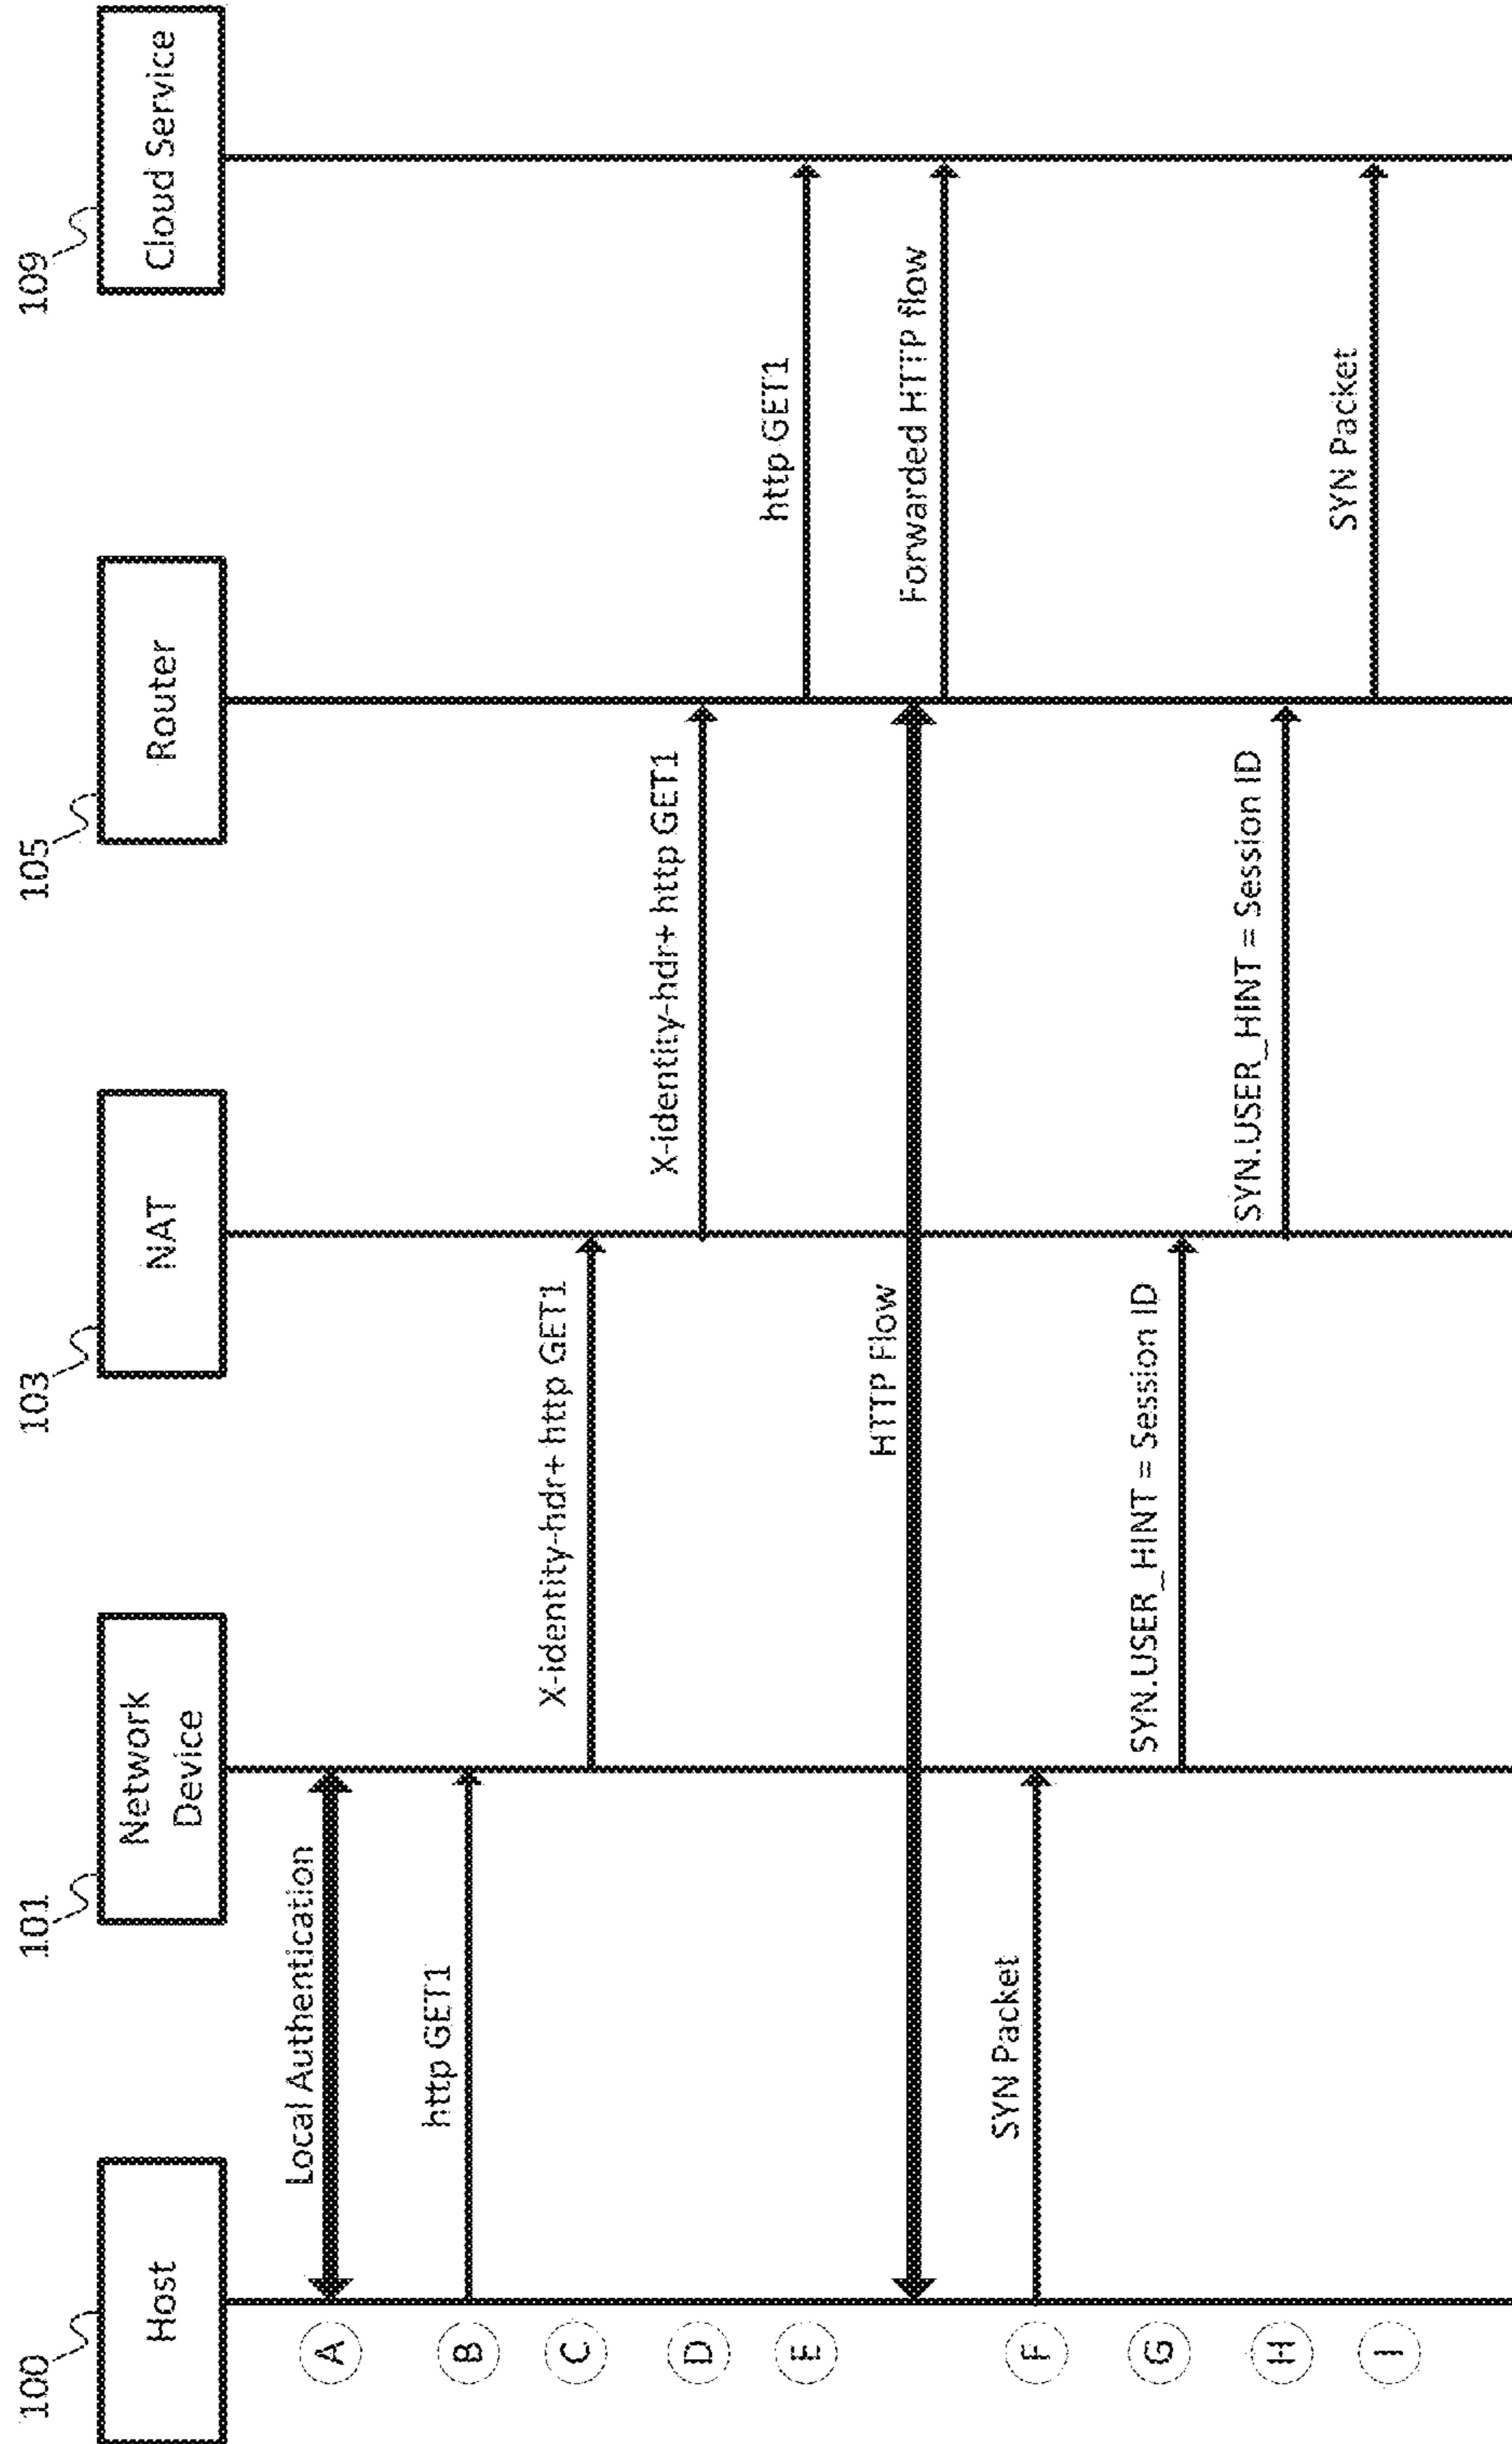 100
Host
101
Network
Device
103
NAT
105
Router
109
Cloud Service
A
Local Authentication
B
http GET1
C
X-identity-hdr+ http GET1
D
X-identity-hdr+ http GET1
E
http GET1
HTTP Flow
Forwarded HTTP flow
F
SYN Packet
G
SYN.USER_HINT = Session ID
H
SYN.USER_HINT = Session ID
I
SYN Packet